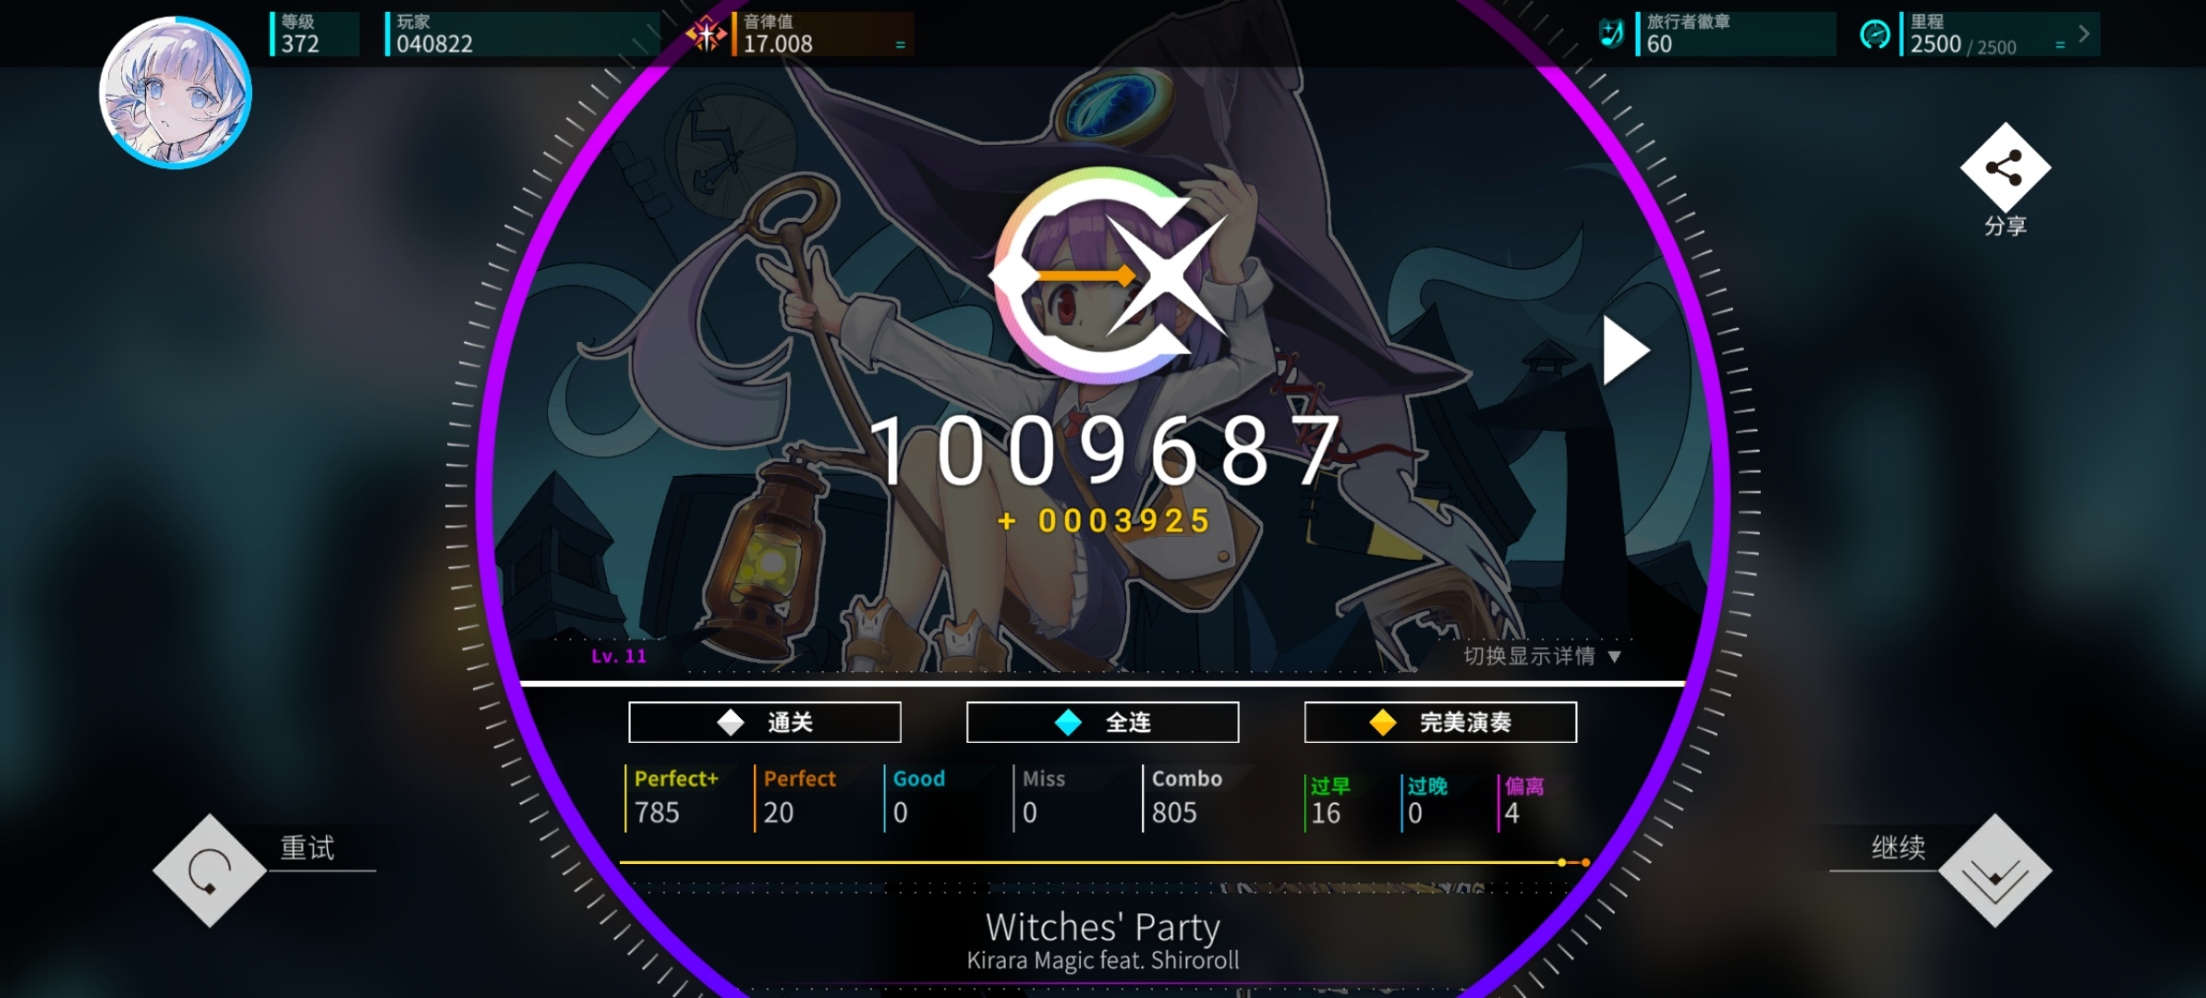 等级
372
玩家
040822
音律值
17.008
=
旅行者徽章
60
里程
2500 / 2500
=
分享
1009687
+ 0003925
Lv. 11
切换显示详情 ▼
通关
全连
完美演奏
Perfect+
785
Perfect
20
Good
0
Miss
0
Combo
805
过早
16
过晚
0
偏离
4
重试
继续
Witches' Party
Kirara Magic feat. Shiroroll